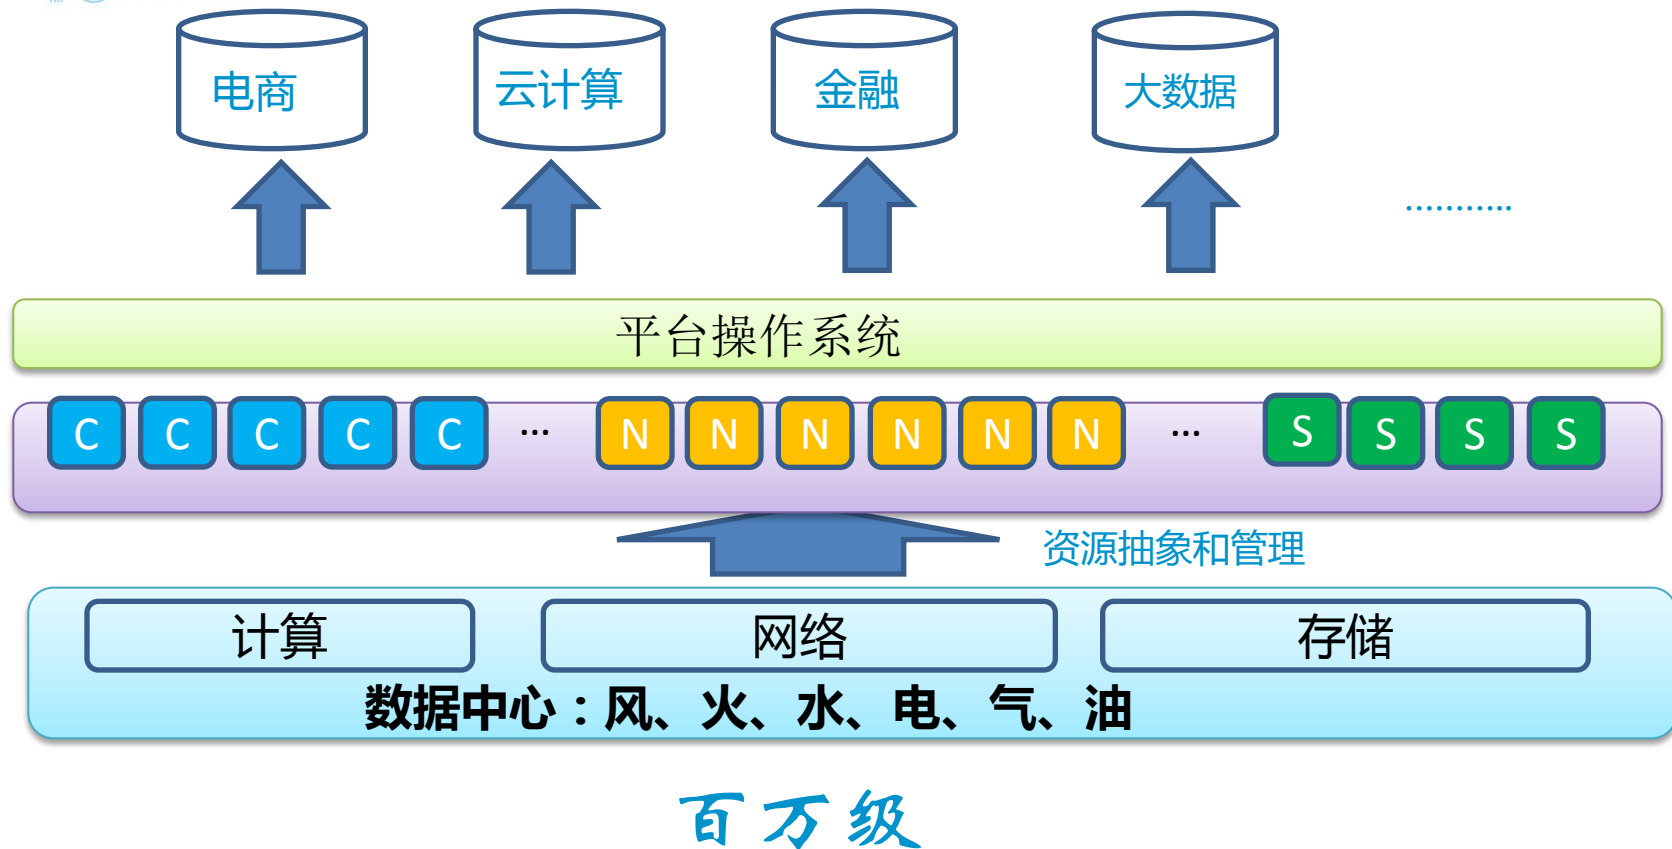 电商 云计算 金融 大数据
...........
平台操作系统
C C C C C ... N N N N N N ... S S S S
资源抽象和管理
计算 网络 存储
数据中心：风、火、水、电、气、油
百万级